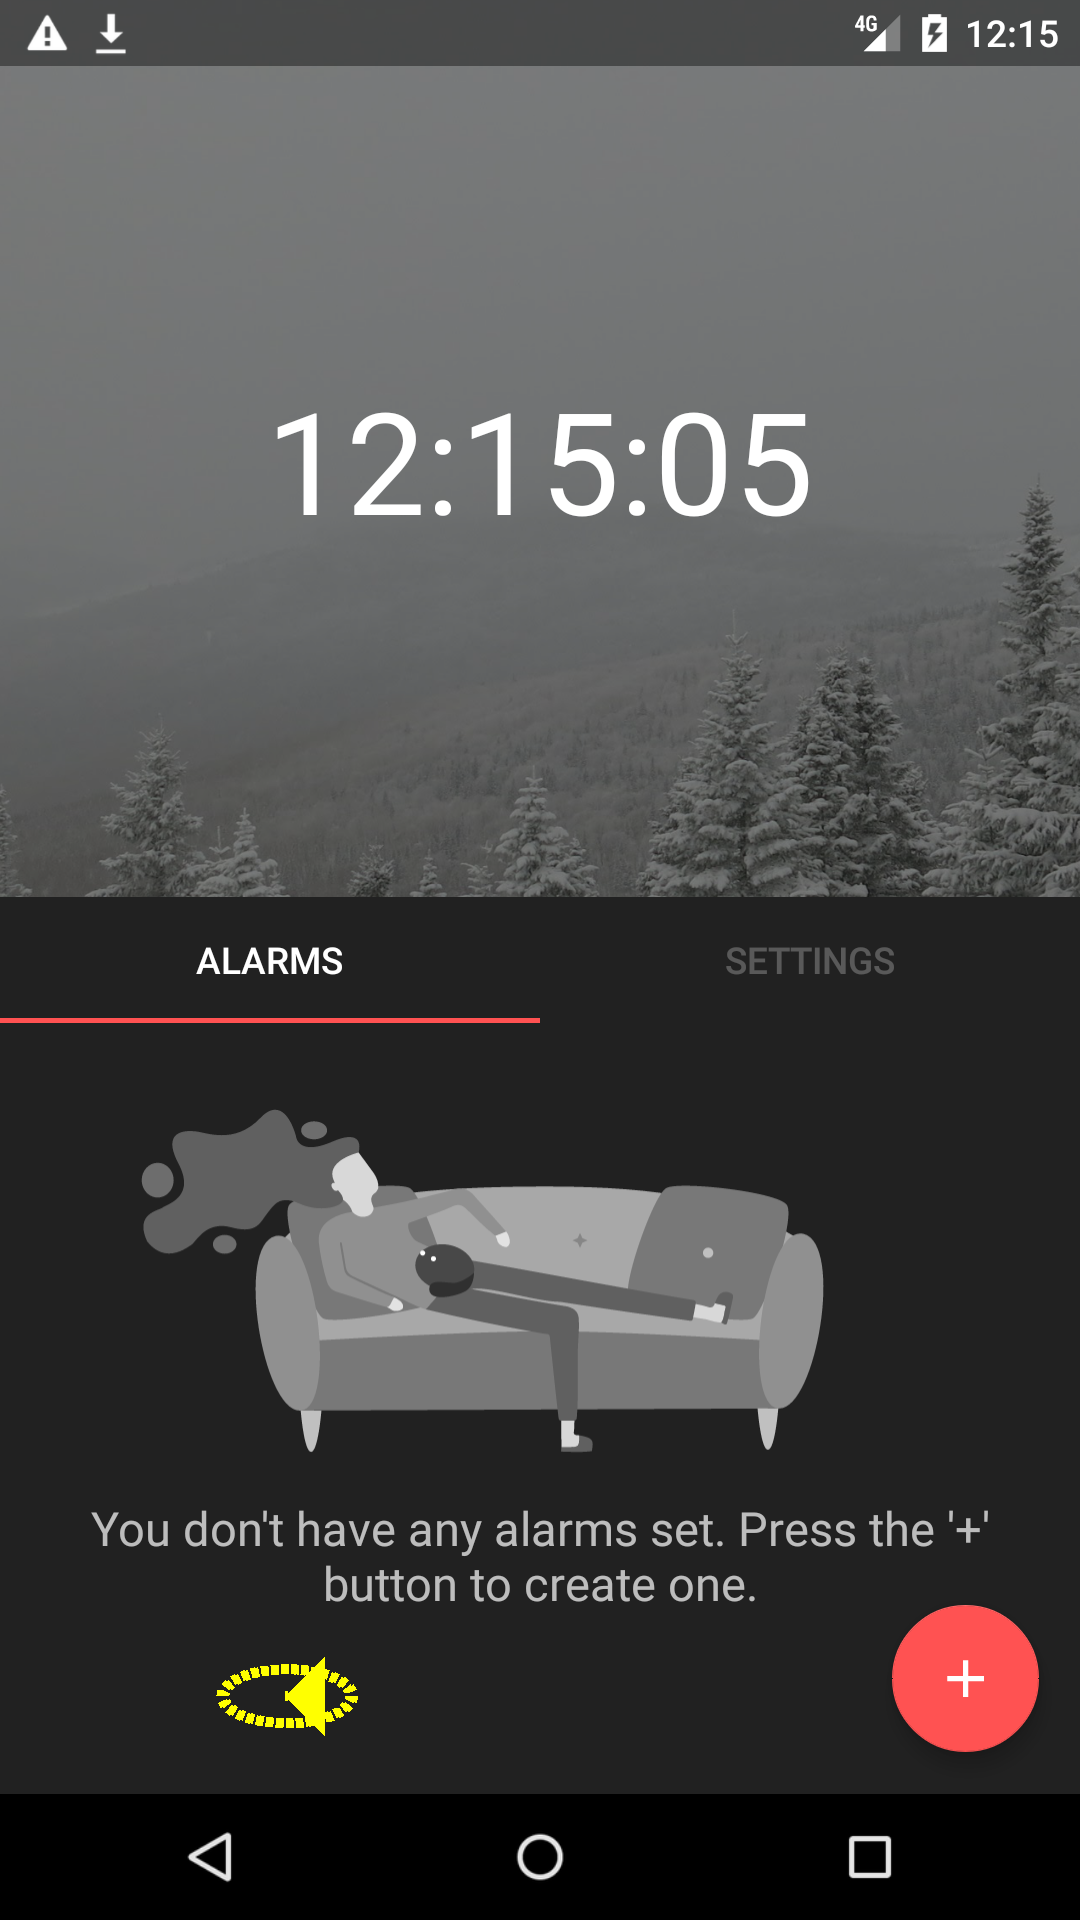 4G 12:15
12:15:05
ALARMS SETTINGS
You don't have any alarms set. Press the '+'
button to create one.